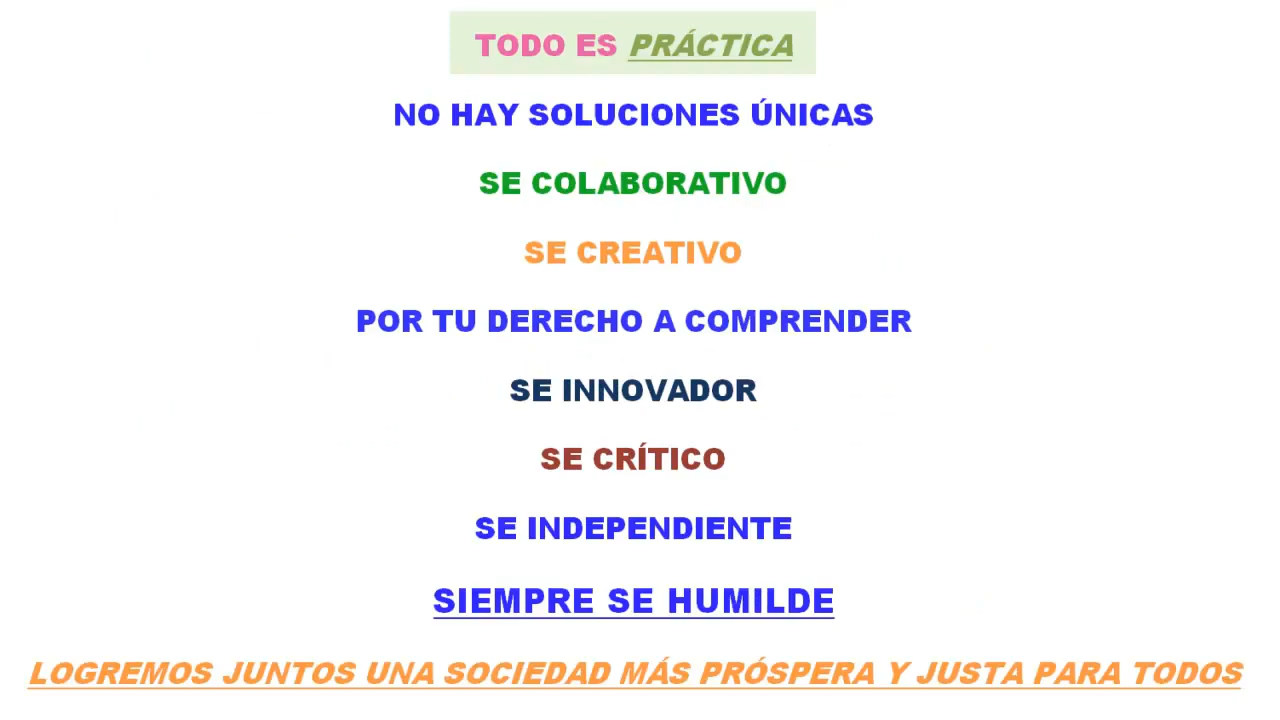 TODO ES PRÁCTICA
NO HAY SOLUCIONES ÚNICAS
SE COLABORATIVO
SE CREATIVO
POR TU DERECHO A COMPRENDER
SE INNOVADOR
SE CRÍTICO
SE INDEPENDIENTE
SIEMPRE SE HUMILDE
LOGREMOS JUNTOS UNA SOCIEDAD MÁS PRÓSPERA Y JUSTA PARA TODOS